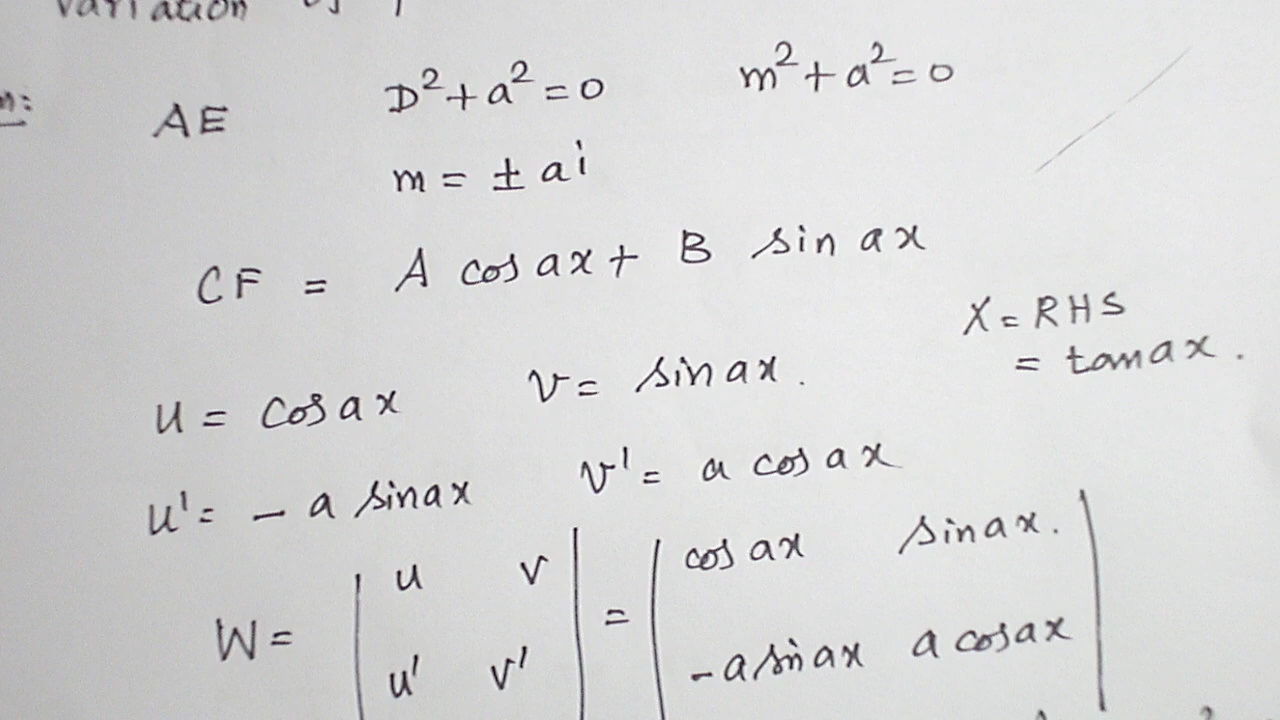 variation
AE D²+a²=0 m²+a²=0
m = ± ai
CF = A cos ax + B sin ax
X = RHS
= tan ax.
u = cos ax v = sin ax.
u' = - a sin ax v' = a cos ax
W = | u v | = | cos ax sin ax. |
| u' v' | | -a sin ax a cos ax |